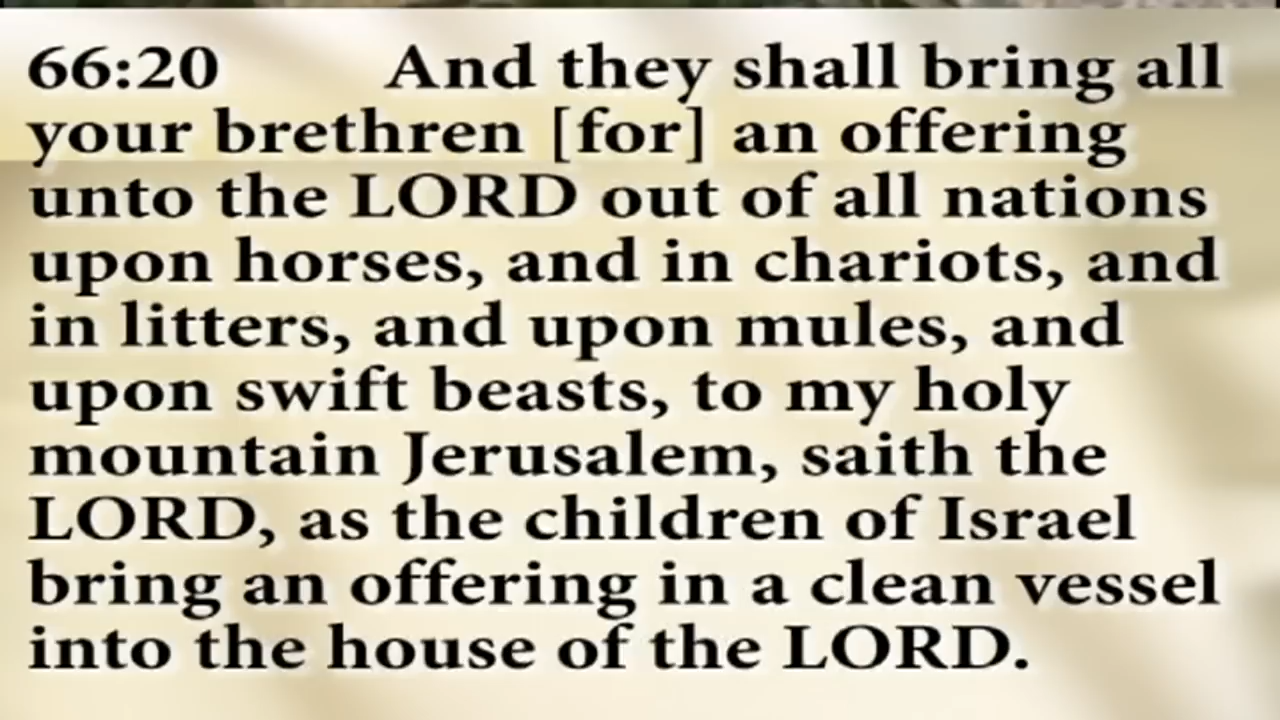 66:20 And they shall bring all
your brethren [for] an offering
unto the LORD out of all nations
upon horses, and in chariots, and
in litters, and upon mules, and
upon swift beasts, to my holy
mountain Jerusalem, saith the
LORD, as the children of Israel
bring an offering in a clean vessel
into the house of the LORD.